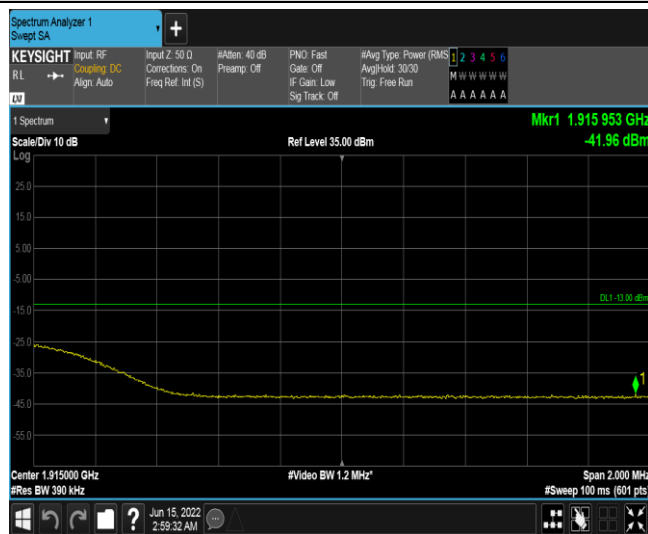 Spectrum Analyzer 1
Swept SA
+
KEYSIGHT
RL
LXI
Input: RF
Coupling: DC
Align: Auto
Input Z: 50 Ω
Corrections: On
Freq Ref: Int (S)
#Atten: 40 dB
Preamp: Off
PNO: Fast
Gate: Off
IF Gain: Low
Sig Track: Off
#Avg Type: Power (RMS
Avg|Hold: 30/30
Trig: Free Run
1 2 3 4 5 6
M W W W W W
A A A A A A
1 Spectrum
Scale/Div 10 dB
Ref Level 35.00 dBm
Mkr1 1.915 953 GHz
-41.96 dBm
Log
25.0
15.0
5.00
-5.00
DL1 -13.00 dBm
-15.0
-25.0
-35.0
1
-45.0
-55.0
Center 1.915000 GHz
#Video BW 1.2 MHz*
Span 2.000 MHz
#Res BW 390 kHz
#Sweep 100 ms (601 pts)
?
Jun 15, 2022
2:59:32 AM